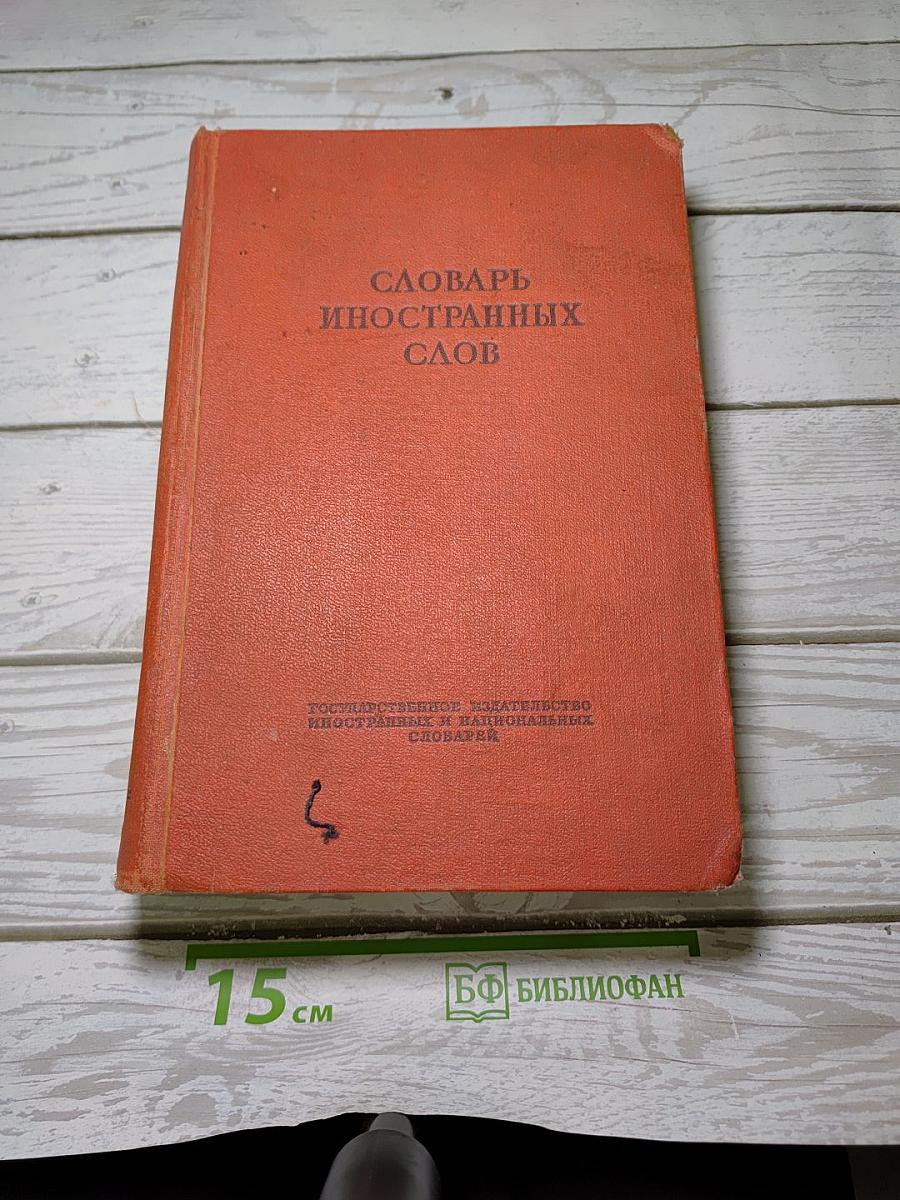 СЛОВАРЬ
ИНОСТРАННЫХ
СЛОВ
ГОСУДАРСТВЕННОЕ ИЗДАТЕЛЬСТВО
ИНОСТРАННЫХ И НАЦИОНАЛЬНЫХ
СЛОВАРЕЙ
15 см
БФ БИБЛИОФАН